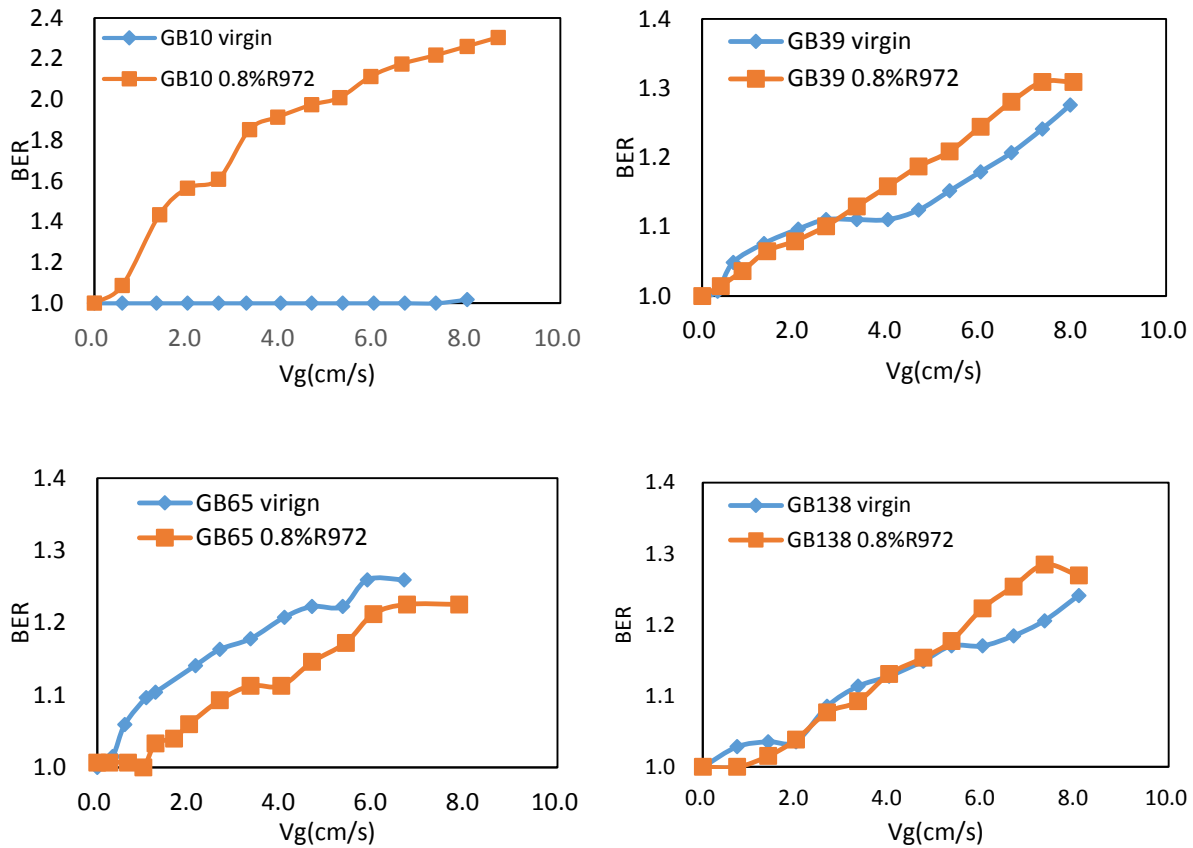 2.4
2.2
2.0
1.8
1.6
1.4
1.2
1.0
BER
GB10 virgin
GB10 0.8%R972
0.0 2.0 4.0 6.0 8.0 10.0
Vg(cm/s)
1.4
1.3
1.2
1.1
1.0
BER
GB39 virgin
GB39 0.8%R972
0.0 2.0 4.0 6.0 8.0 10.0
Vg(cm/s)
1.4
1.3
1.2
1.1
1.0
BER
GB65 virign
GB65 0.8%R972
0.0 2.0 4.0 6.0 8.0 10.0
Vg(cm/s)
1.4
1.3
1.2
1.1
1.0
BER
GB138 virgin
GB138 0.8%R972
0.0 2.0 4.0 6.0 8.0 10.0
Vg(cm/s)